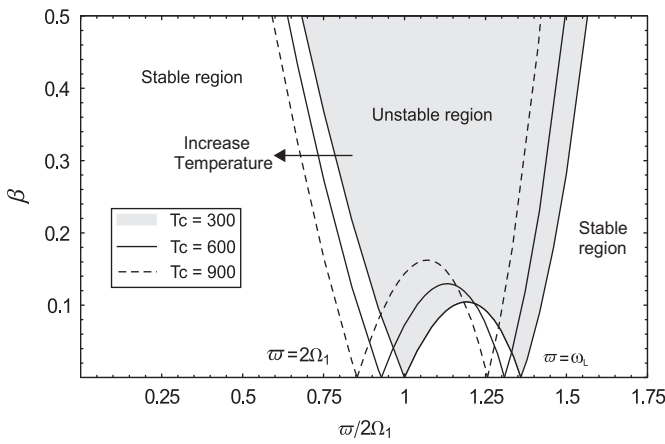 0.5
0.4
0.3
0.2
0.1
β
Stable region
Unstable region
Increase
Temperature
Tc = 300
Tc = 600
Tc = 900
Stable
region
ϖ=2Ω₁
ϖ=ω_L
0.25
0.5
0.75
1
1.25
1.5
1.75
ϖ/2Ω₁